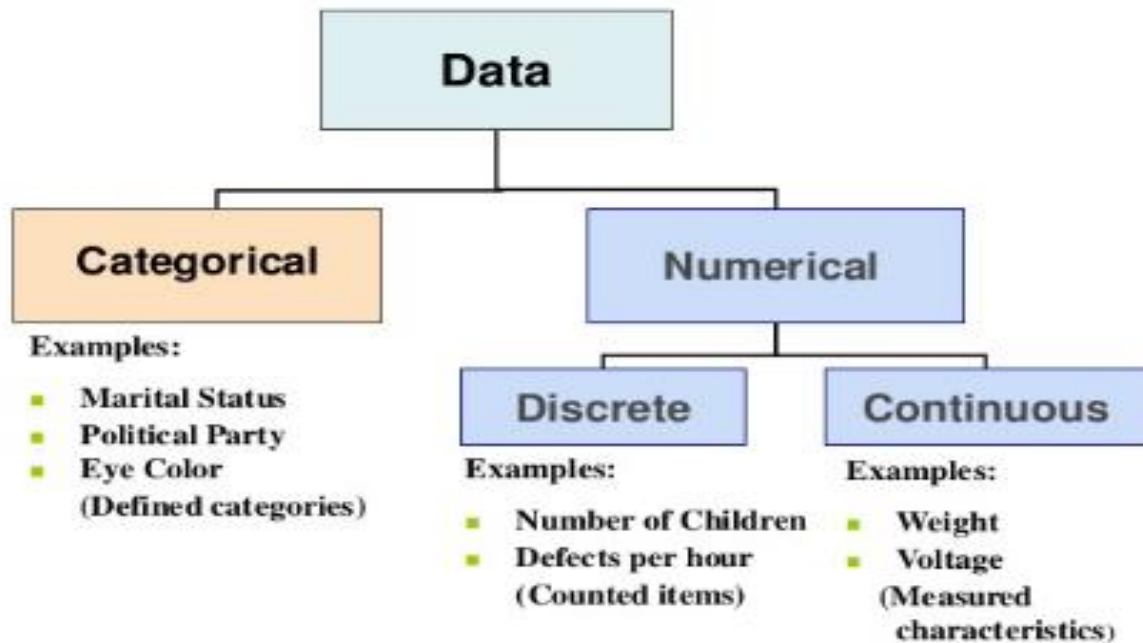 Data
Categorical
Numerical
Examples:
Marital Status
Political Party
Eye Color
(Defined categories)
Discrete
Continuous
Examples:
Number of Children
Defects per hour
(Counted items)
Examples:
Weight
Voltage
(Measured
characteristics)